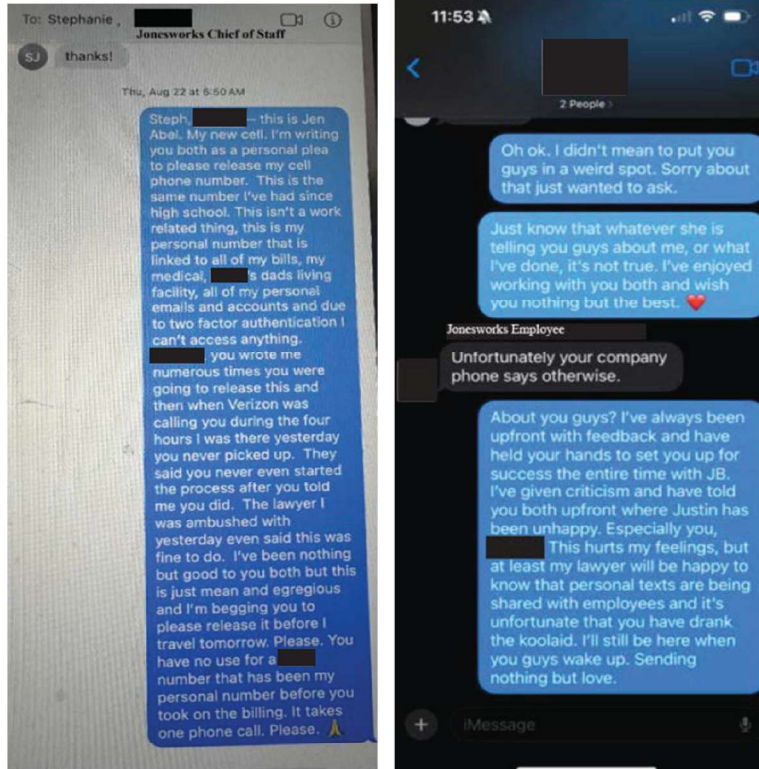 To: Stephanie ,
Jonesworks Chief of Staff
SJ
thanks!
Thu, Aug 22 at 6:50 AM
Steph, — this is Jen
Abel. My new cell. I'm writing
you both as a personal plea
to please release my cell
phone number. This is the
same number I've had since
high school. This isn't a work
related thing, this is my
personal number that is
linked to all of my bills, my
medical, 's dads living
facility, all of my personal
emails and accounts and due
to two factor authentication I
can't access anything.
you wrote me
numerous times you were
going to release this and
then when Verizon was
calling you during the four
hours I was there yesterday
you never picked up. They
said you never even started
the process after you told
me you did. The lawyer I
was ambushed with
yesterday even said this was
fine to do. I've been nothing
but good to you both but this
is just mean and egregious
and I'm begging you to
please release it before I
travel tomorrow. Please. You
have no use for a
number that has been my
personal number before you
took on the billing. It takes
one phone call. Please. 🙏
11:53
2 People >
Oh ok. I didn't mean to put you
guys in a weird spot. Sorry about
that just wanted to ask.
Just know that whatever she is
telling you guys about me, or what
I've done, it's not true. I've enjoyed
working with you both and wish
you nothing but the best. ❤️
Jonesworks Employee
Unfortunately your company
phone says otherwise.
About you guys? I've always been
upfront with feedback and have
held your hands to set you up for
success the entire time with JB.
I've given criticism and have told
you both upfront where Justin has
been unhappy. Especially you,
This hurts my feelings, but
at least my lawyer will be happy to
know that personal texts are being
shared with employees and it's
unfortunate that you have drank
the koolaid. I'll still be here when
you guys wake up. Sending
nothing but love.
+
iMessage